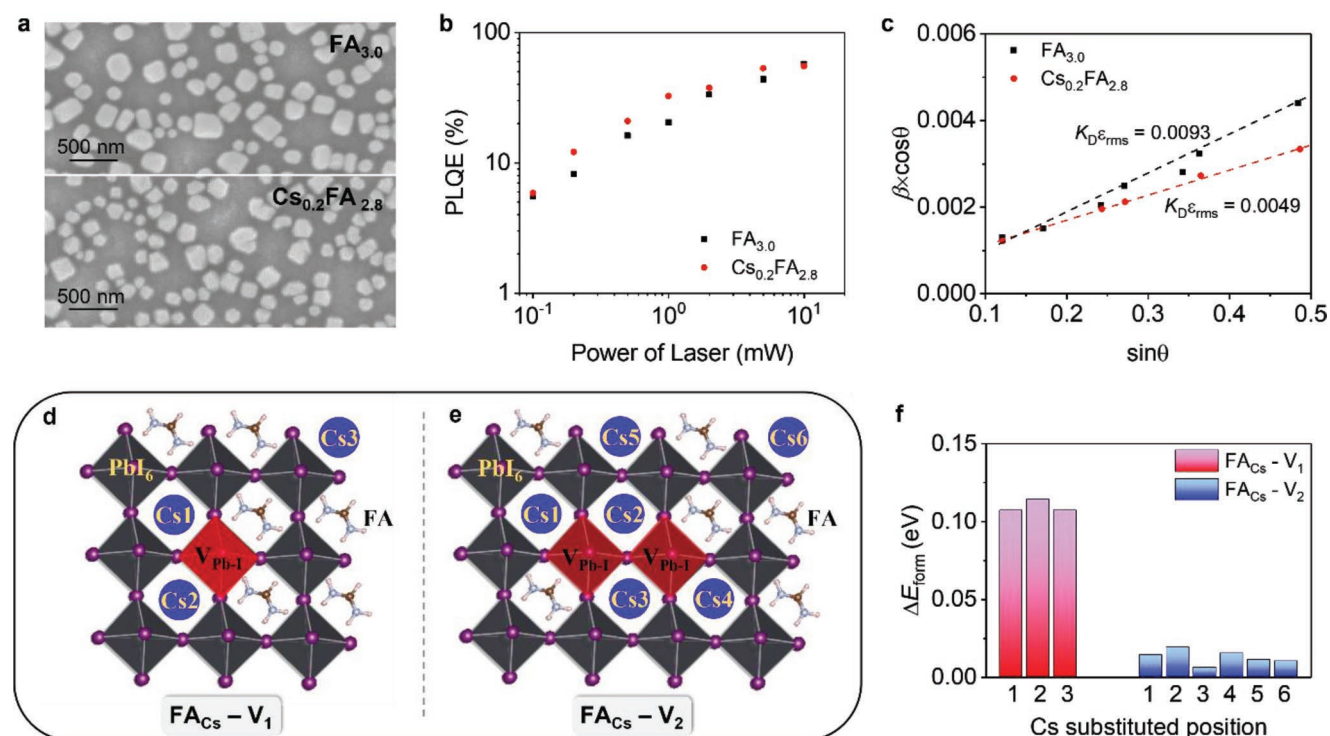 a
FA3.0
500 nm
Cs0.2FA2.8
500 nm
b
PLQE (%)
100
10
1
10^-1
10^0
10^1
Power of Laser (mW)
FA3.0
Cs0.2FA2.8
c
β×cosθ
0.006
0.004
0.002
0.000
0.1 0.2 0.3 0.4 0.5
sinθ
FA3.0
Cs0.2FA2.8
KDεrms = 0.0093
KDεrms = 0.0049
d
Cs3
PbI6
Cs1
FA
VPb-I
Cs2
FACs – V1
e
Cs5
Cs6
PbI6
Cs1
Cs2
FA
VPb-I
VPb-I
Cs3
Cs4
FACs – V2
f
ΔEform (eV)
0.15
0.10
0.05
0.00
FACs – V1
FACs – V2
1 2 3 1 2 3 4 5 6
Cs substituted position